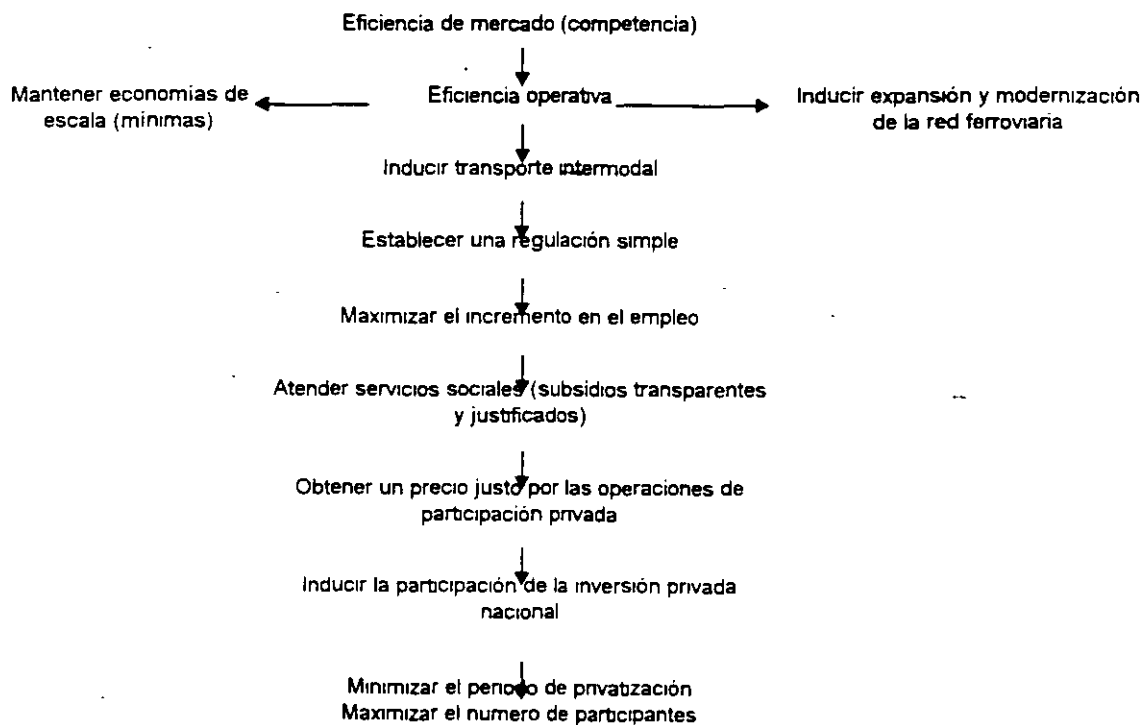 Eficiencia de mercado (competencia)
Mantener economias de
escala (mínimas)
Eficiencia operativa
Inducir expansión y modernización
de la red ferroviaria
Inducir transporte intermodal
Establecer una regulación simple
Maximizar el incremento en el empleo
Atender servicios sociales (subsidios transparentes
y justificados)
Obtener un precio justo por las operaciones de
participación privada
Inducir la participación de la inversión privada
nacional
Minimizar el periodo de privatización
Maximizar el numero de participantes